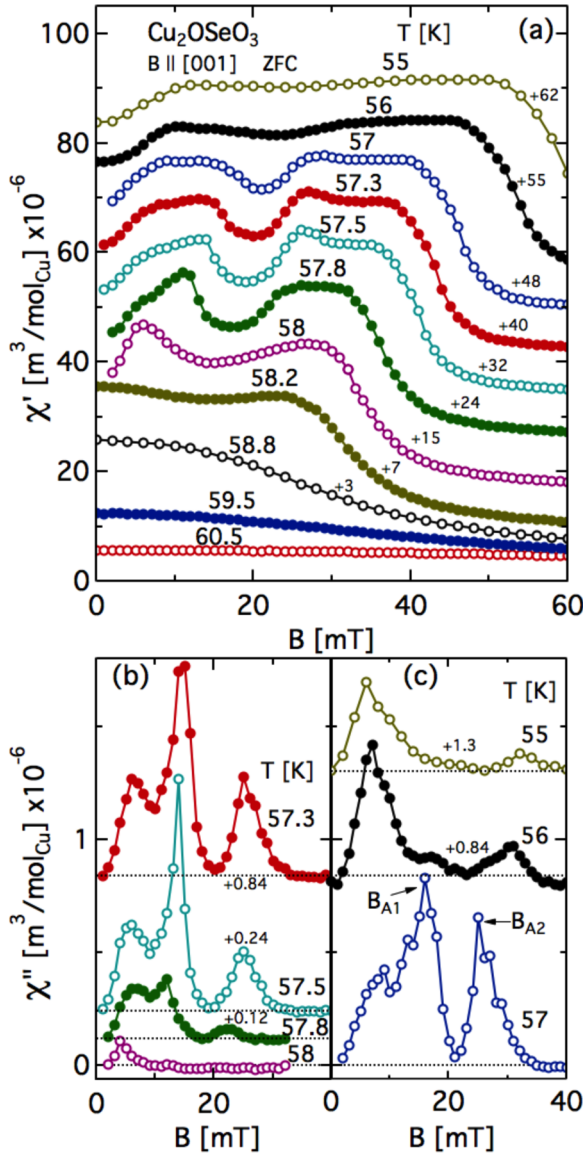 Cu₂OSeO₃ T [K] (a)
B || [001] ZFC
100
80
60
40
20
0
χ' [m³/mol_Cu] x10⁻⁶
55
+62
56
+55
57
+48
57.3
+40
57.5
+32
57.8
+24
58
+15
58.2
+7
58.8
+3
59.5
60.5
0 20 40 60
B [mT]
(b)
T [K]
57.3
+0.84
+0.24
57.5
+0.12
57.8
58
1
0
χ'' [m³/mol_Cu] x10⁻⁶
0 20
B [mT]
(c)
T [K]
55
+1.3
56
+0.84
B_A1
B_A2
57
0 20 40
B [mT]